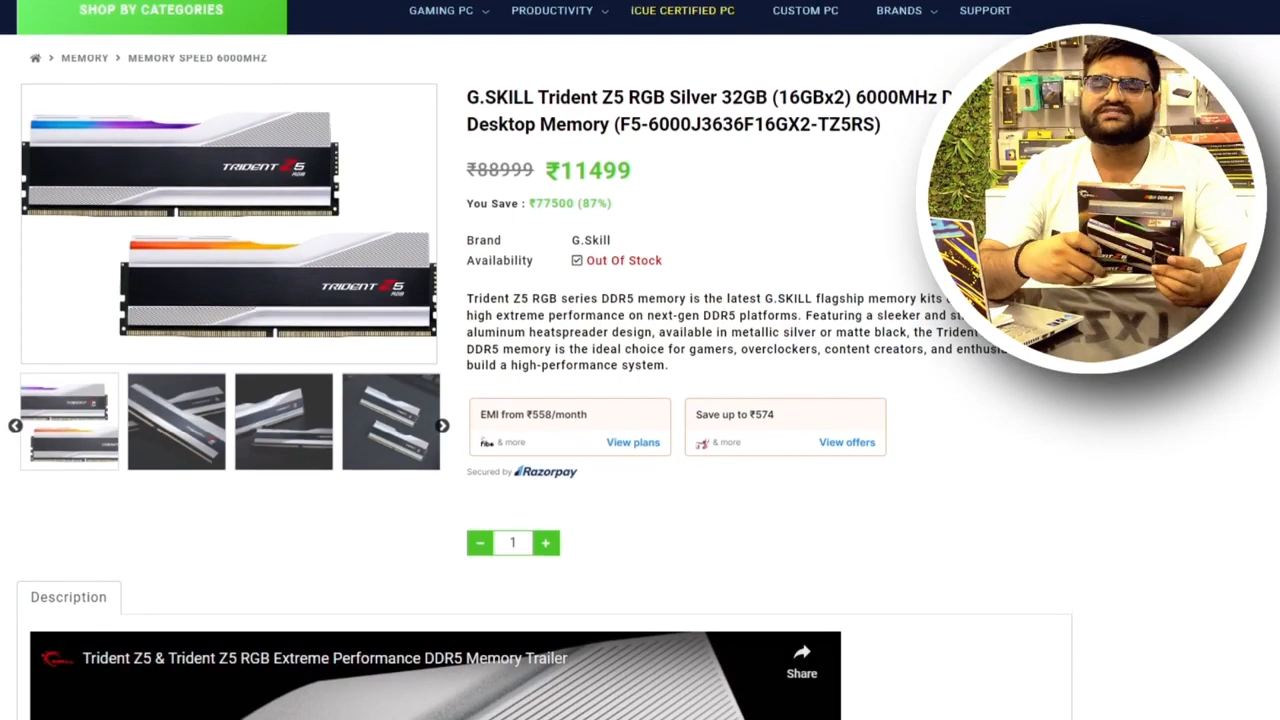 SHOP BY CATEGORIES
GAMING PC
PRODUCTIVITY
iCUE CERTIFIED PC
CUSTOM PC
BRANDS
SUPPORT
MEMORY > MEMORY SPEED 6000MHZ
G.SKILL Trident Z5 RGB Silver 32GB (16GBx2) 6000MHz
Desktop Memory (F5-6000J3636F16GX2-TZ5RS)
₹88999 ₹11499
You Save : ₹77500 (87%)
Brand G.Skill
Availability Out Of Stock
Trident Z5 RGB series DDR5 memory is the latest G.SKILL flagship memory kits
high extreme performance on next-gen DDR5 platforms. Featuring a sleeker and
aluminum heatspreader design, available in metallic silver or matte black, the Trident
DDR5 memory is the ideal choice for gamers, overclockers, content creators, and
build a high-performance system.
EMI from ₹558/month
& more View plans
Save up to ₹574
& more View offers
Secured by Razorpay
TRIDENT Z5
RGB
TRIDENT Z5
RGB
− 1 +
Description
Trident Z5 & Trident Z5 RGB Extreme Performance DDR5 Memory Trailer
Share